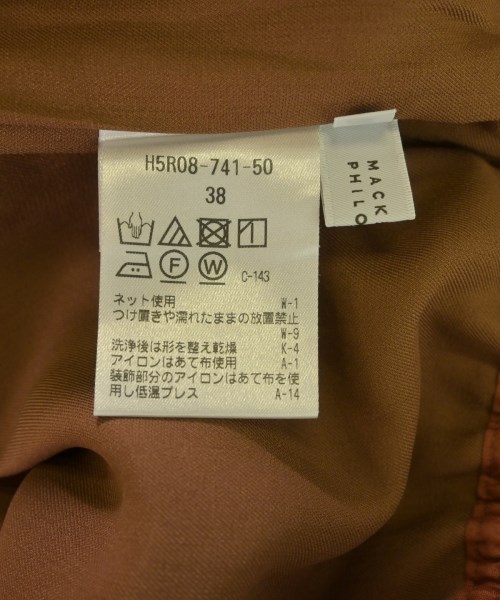 H5R08-741-50
38
F W C-143
ネット使用 W-1
つけ置きや濡れたままの放置禁止
W-9
洗浄後は形を整え乾燥 K-4
アイロンはあて布使用 A-1
装飾部分のアイロンはあて布を使
用し低温プレス A-14
MACK
PHILO